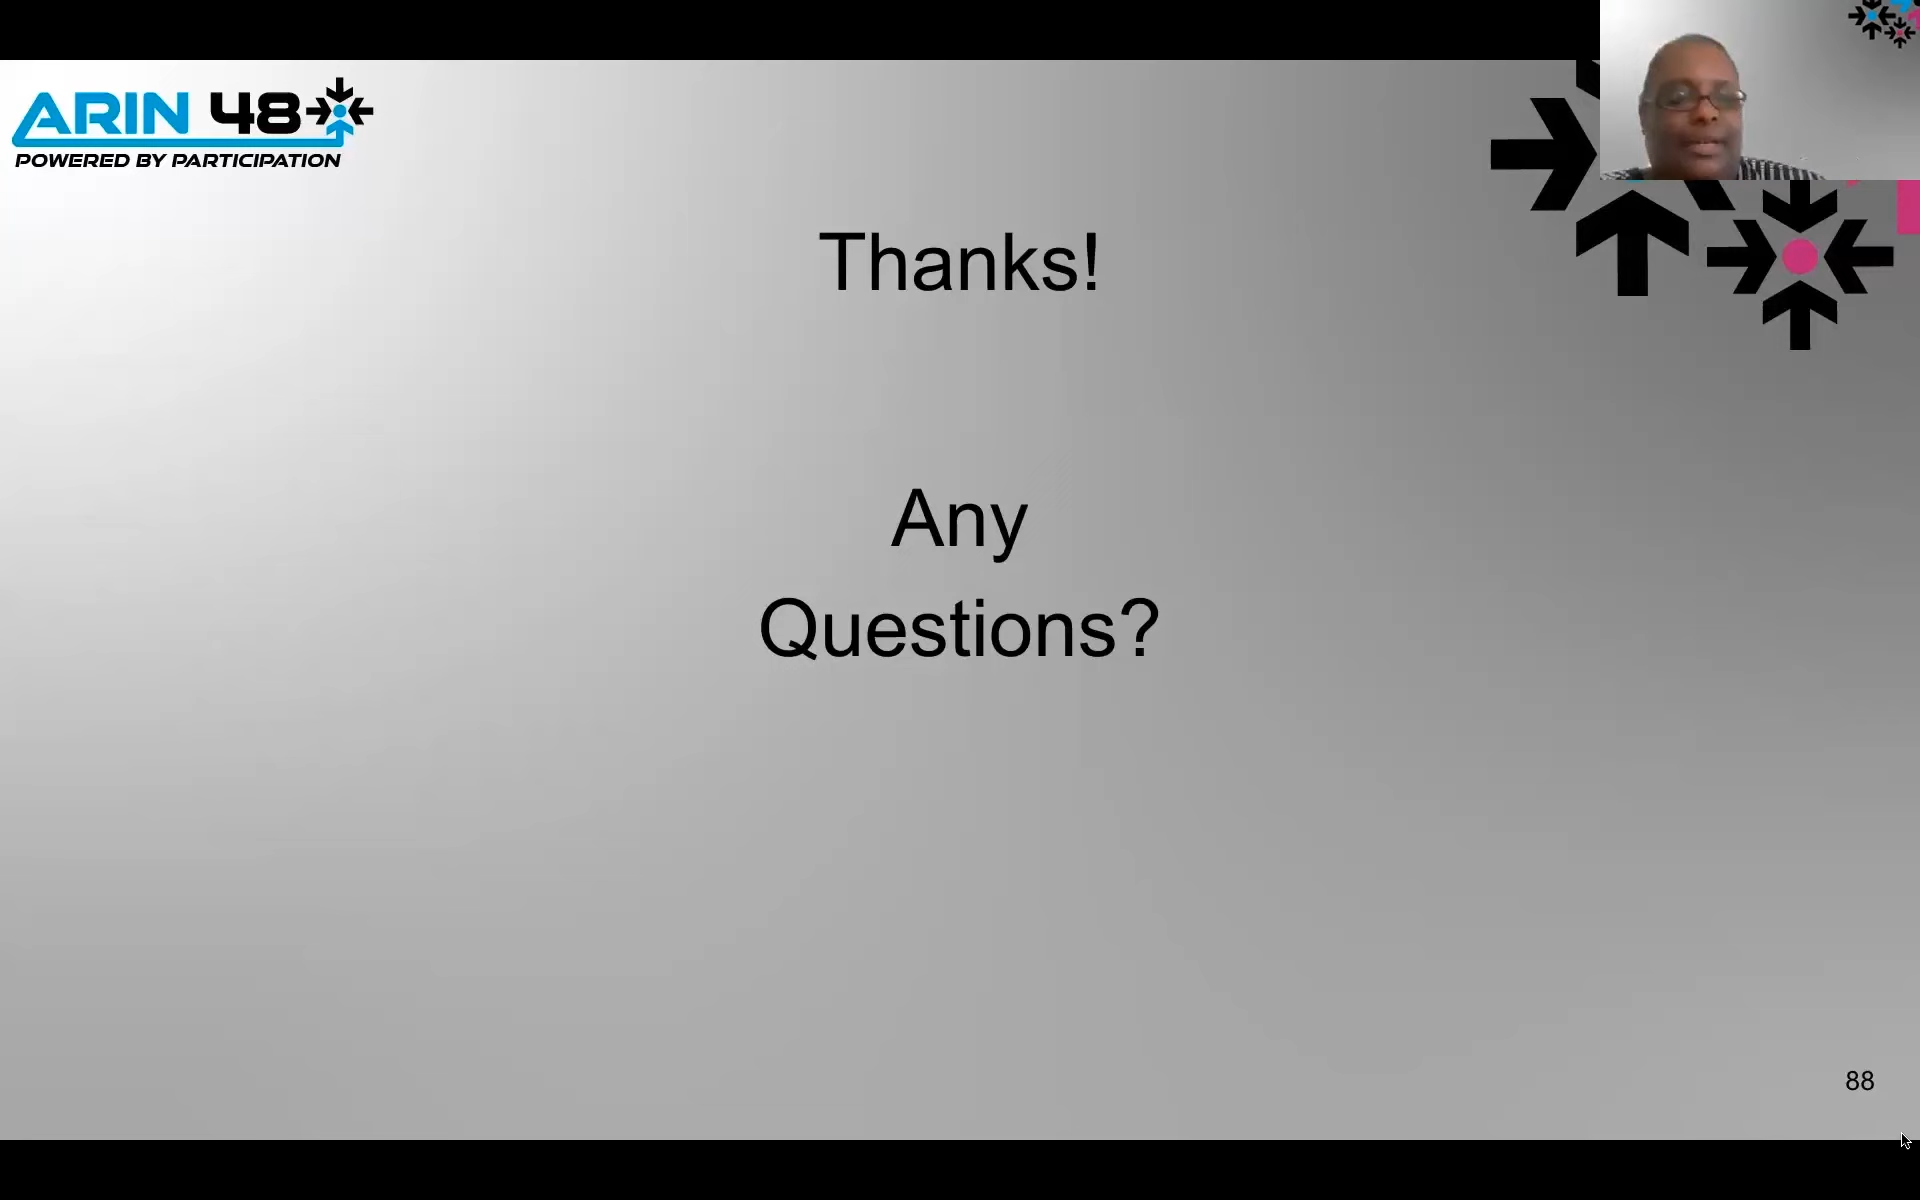 ARIN 48
POWERED BY PARTICIPATION
Thanks!
Any
Questions?
88